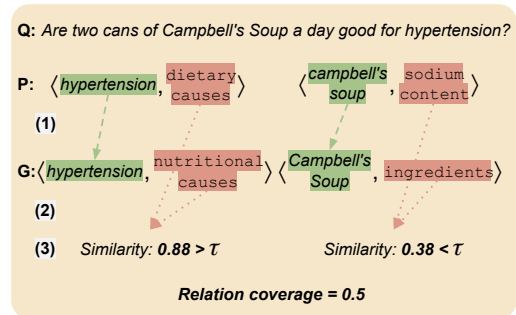 Q: Are two cans of Campbell's Soup a day good for hypertension?
P: ⟨hypertension, dietary causes⟩ ⟨campbell's soup, sodium content⟩
(1)
G: ⟨hypertension, nutritional causes⟩ ⟨Campbell's Soup, ingredients⟩
(2)
(3) Similarity: 0.88 > τ Similarity: 0.38 < τ
Relation coverage = 0.5